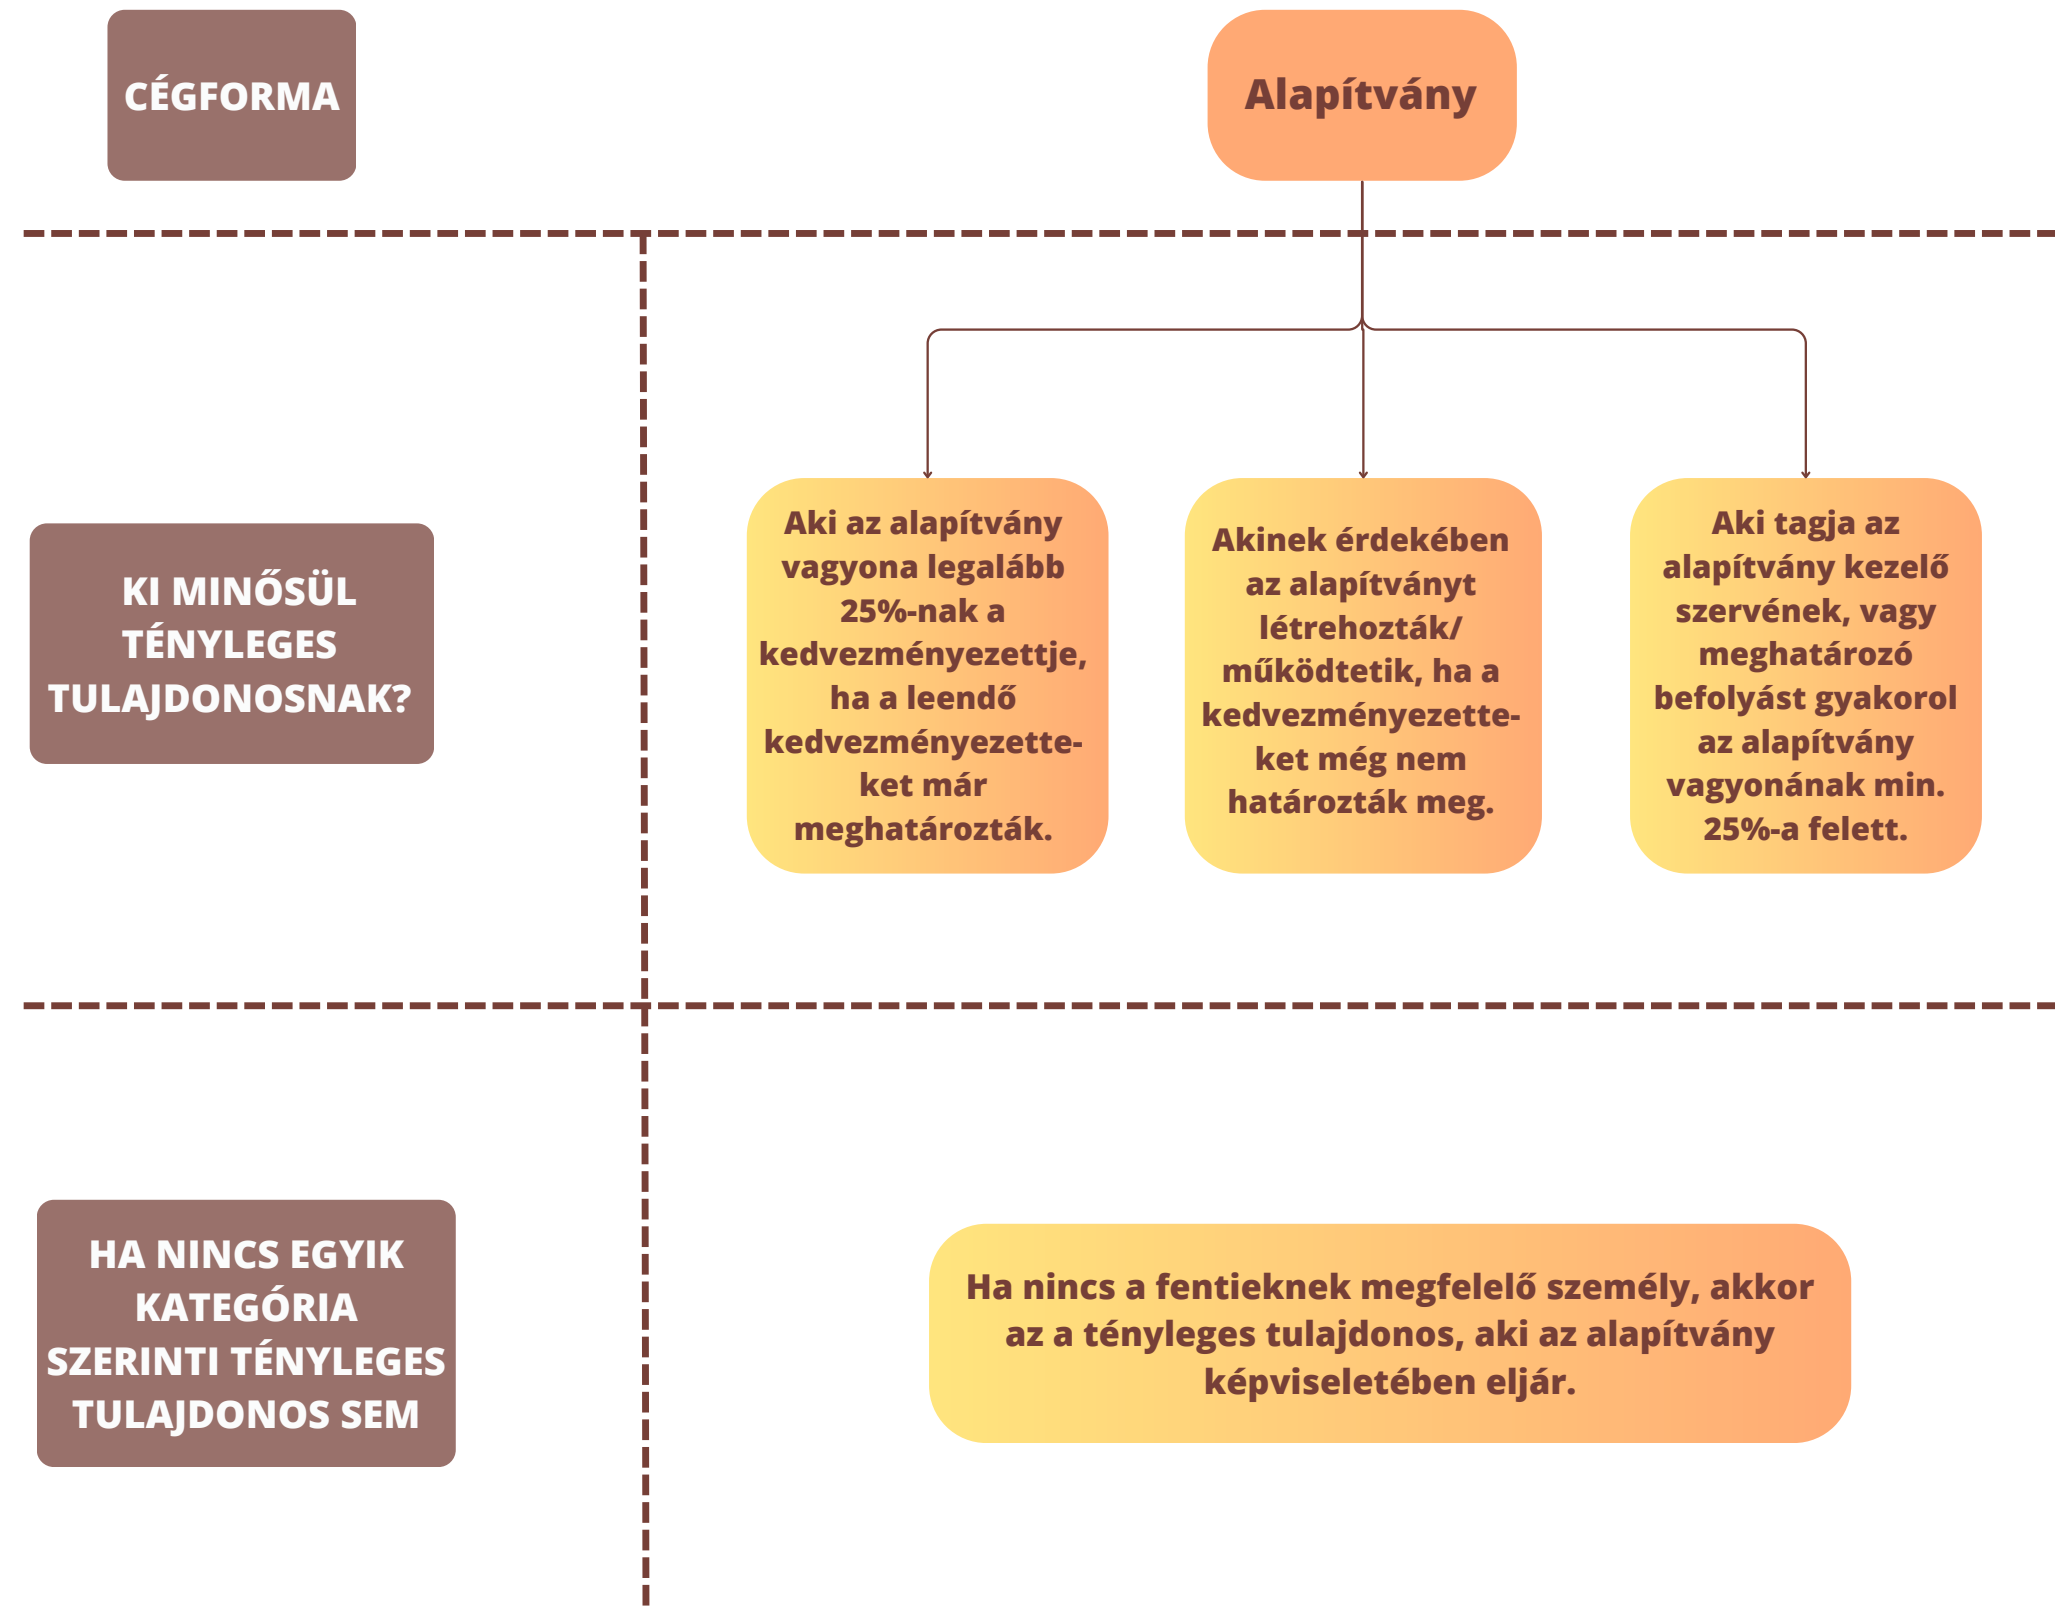 CÉGFORMA
Alapítvány
KI MINŐSÜL
TÉNYLEGES
TULAJDONOSNAK?
Aki az alapítvány
vagyona legalább
25%-nak a
kedvezményezettje,
ha a leendő
kedvezményezette-
ket már
meghatározták.
Akinek érdekében
az alapítványt
létrehozták/
működtetik, ha a
kedvezményezette-
ket még nem
határozták meg.
Aki tagja az
alapítvány kezelő
szervének, vagy
meghatározó
befolyást gyakorol
az alapítvány
vagyonának min.
25%-a felett.
HA NINCS EGYIK
KATEGÓRIA
SZERINTI TÉNYLEGES
TULAJDONOS SEM
Ha nincs a fentieknek megfelelő személy, akkor
az a tényleges tulajdonos, aki az alapítvány
képviseletében eljár.